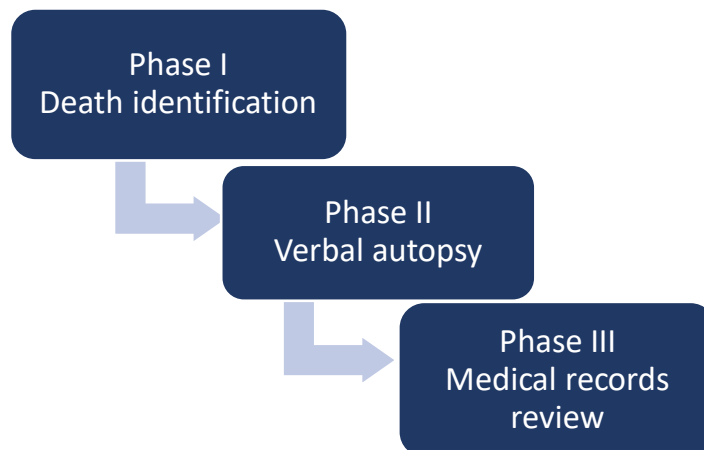 Phase I
Death identification
Phase II
Verbal autopsy
Phase III
Medical records
review